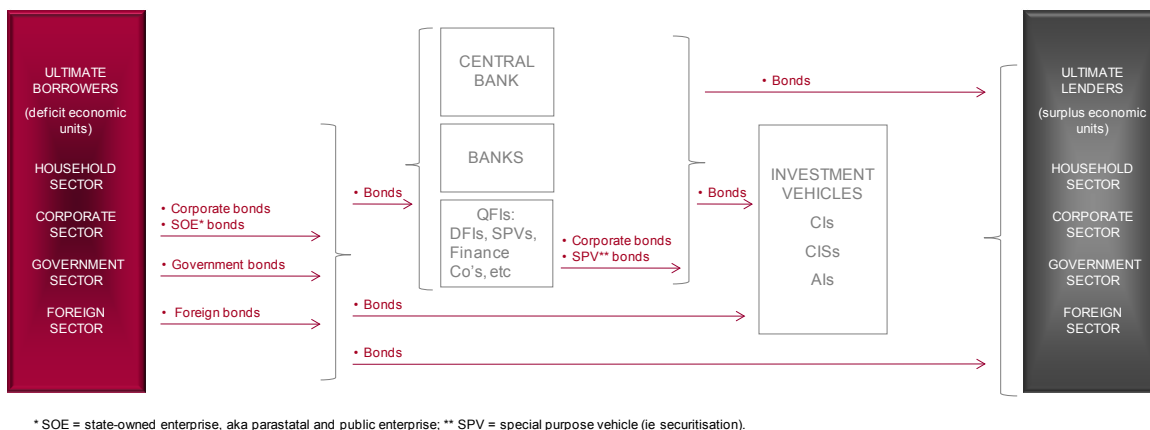 ULTIMATE
BORROWERS
(deficit economic
units)
HOUSEHOLD
SECTOR
CORPORATE
SECTOR
GOVERNMENT
SECTOR
FOREIGN
SECTOR
• Corporate bonds
• SOE* bonds
• Government bonds
• Foreign bonds
• Bonds
CENTRAL
BANK
BANKS
QFIs:
DFIs, SPVs,
Finance
Co's, etc
• Corporate bonds
• SPV** bonds
• Bonds
• Bonds
• Bonds
• Bonds
INVESTMENT
VEHICLES
CIs
CISs
AIs
ULTIMATE
LENDERS
(surplus economic
units)
HOUSEHOLD
SECTOR
CORPORATE
SECTOR
GOVERNMENT
SECTOR
FOREIGN
SECTOR
* SOE = state-owned enterprise, aka parastatal and public enterprise; ** SPV = special purpose vehicle (ie securitisation).